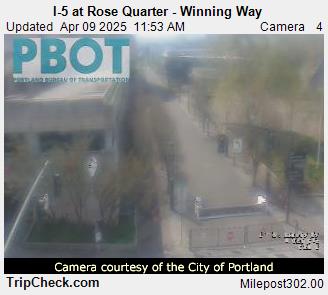 I-5 at Rose Quarter - Winning Way
Updated Apr 09 2025 11:53 AM Camera 4
PBOT
PORTLAND BUREAU OF TRANSPORTATION
Camera courtesy of the City of Portland
TripCheck.com Milepost302.00